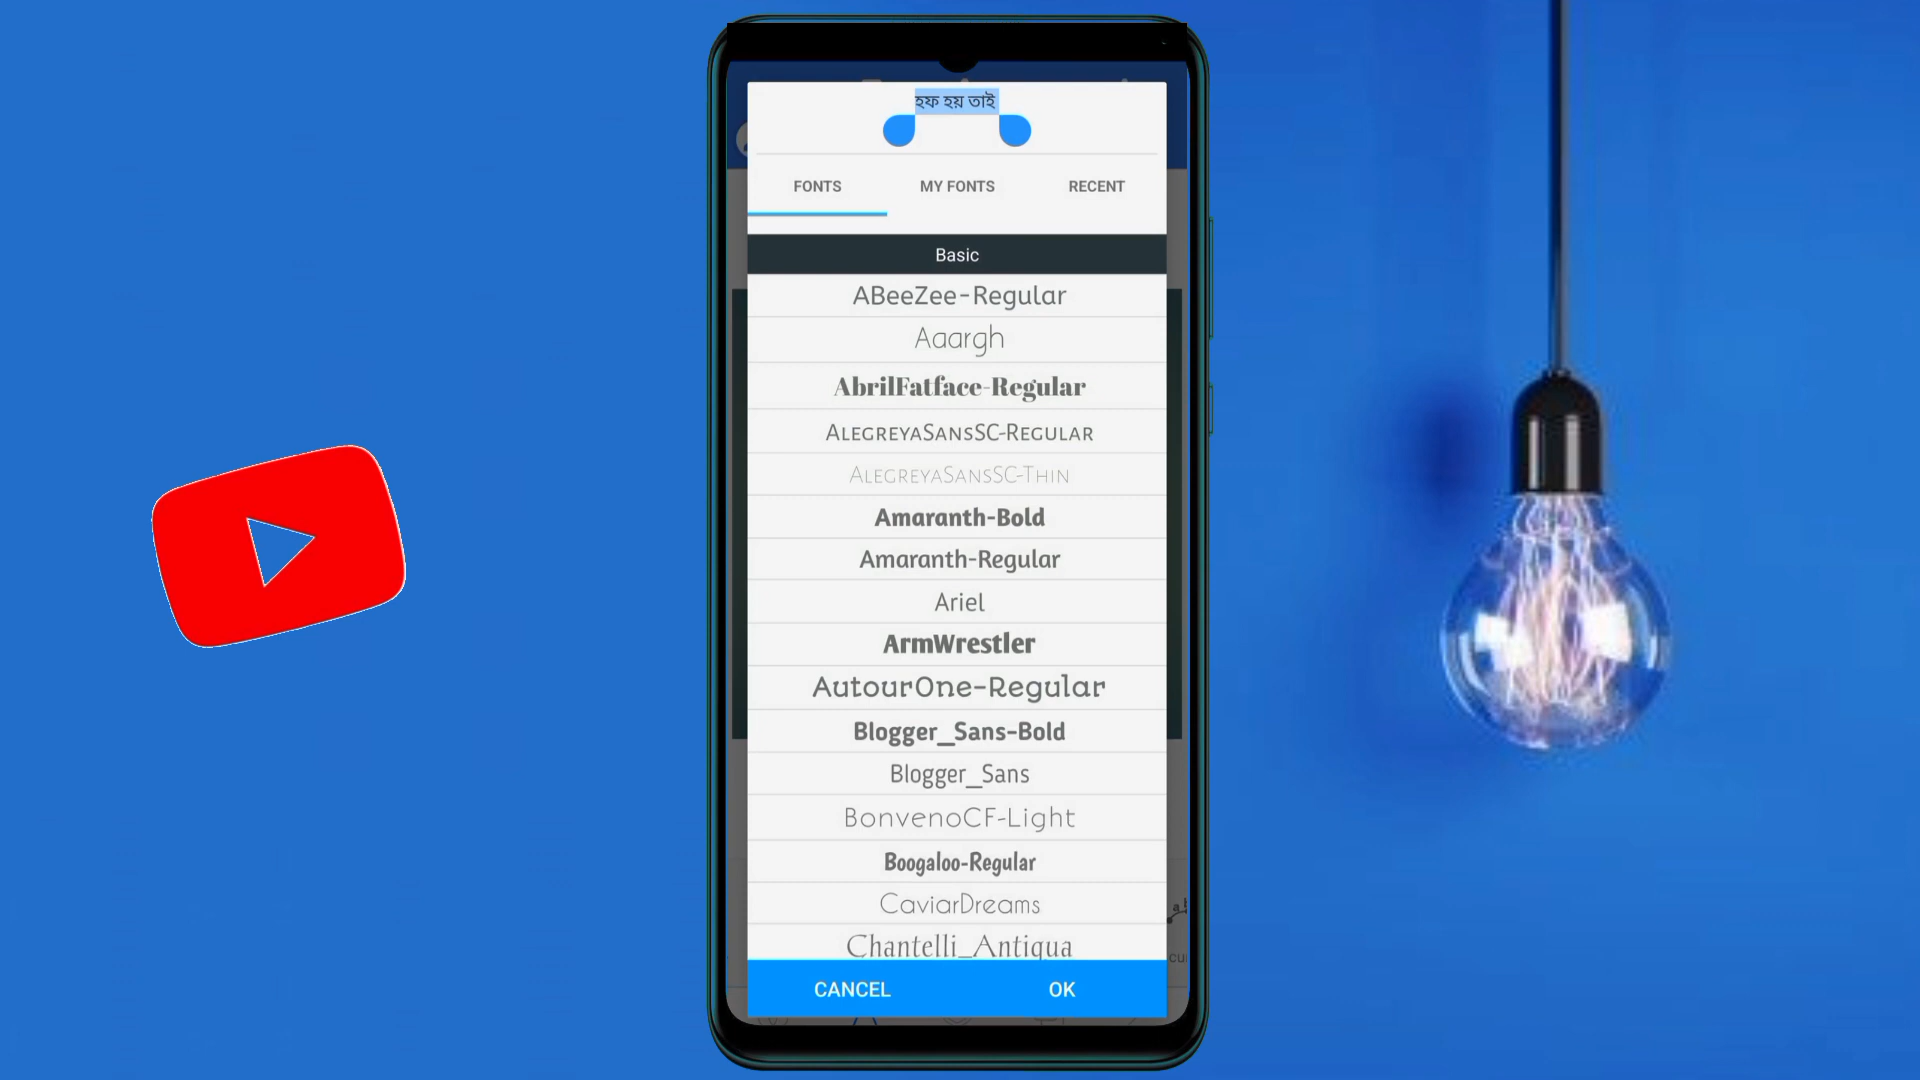 হফ হয় তাই
FONTS MY FONTS RECENT
Basic
ABeeZee-Regular
Aaargh
AbrilFatface-Regular
AlegreyaSansSC-Regular
AlegreyaSansSC-Thin
Amaranth-Bold
Amaranth-Regular
Ariel
ArmWrestler
AutourOne-Regular
Blogger_Sans-Bold
Blogger_Sans
BonvenoCF-Light
Boogaloo-Regular
CaviarDreams
Chantelli_Antiqua
CANCEL OK